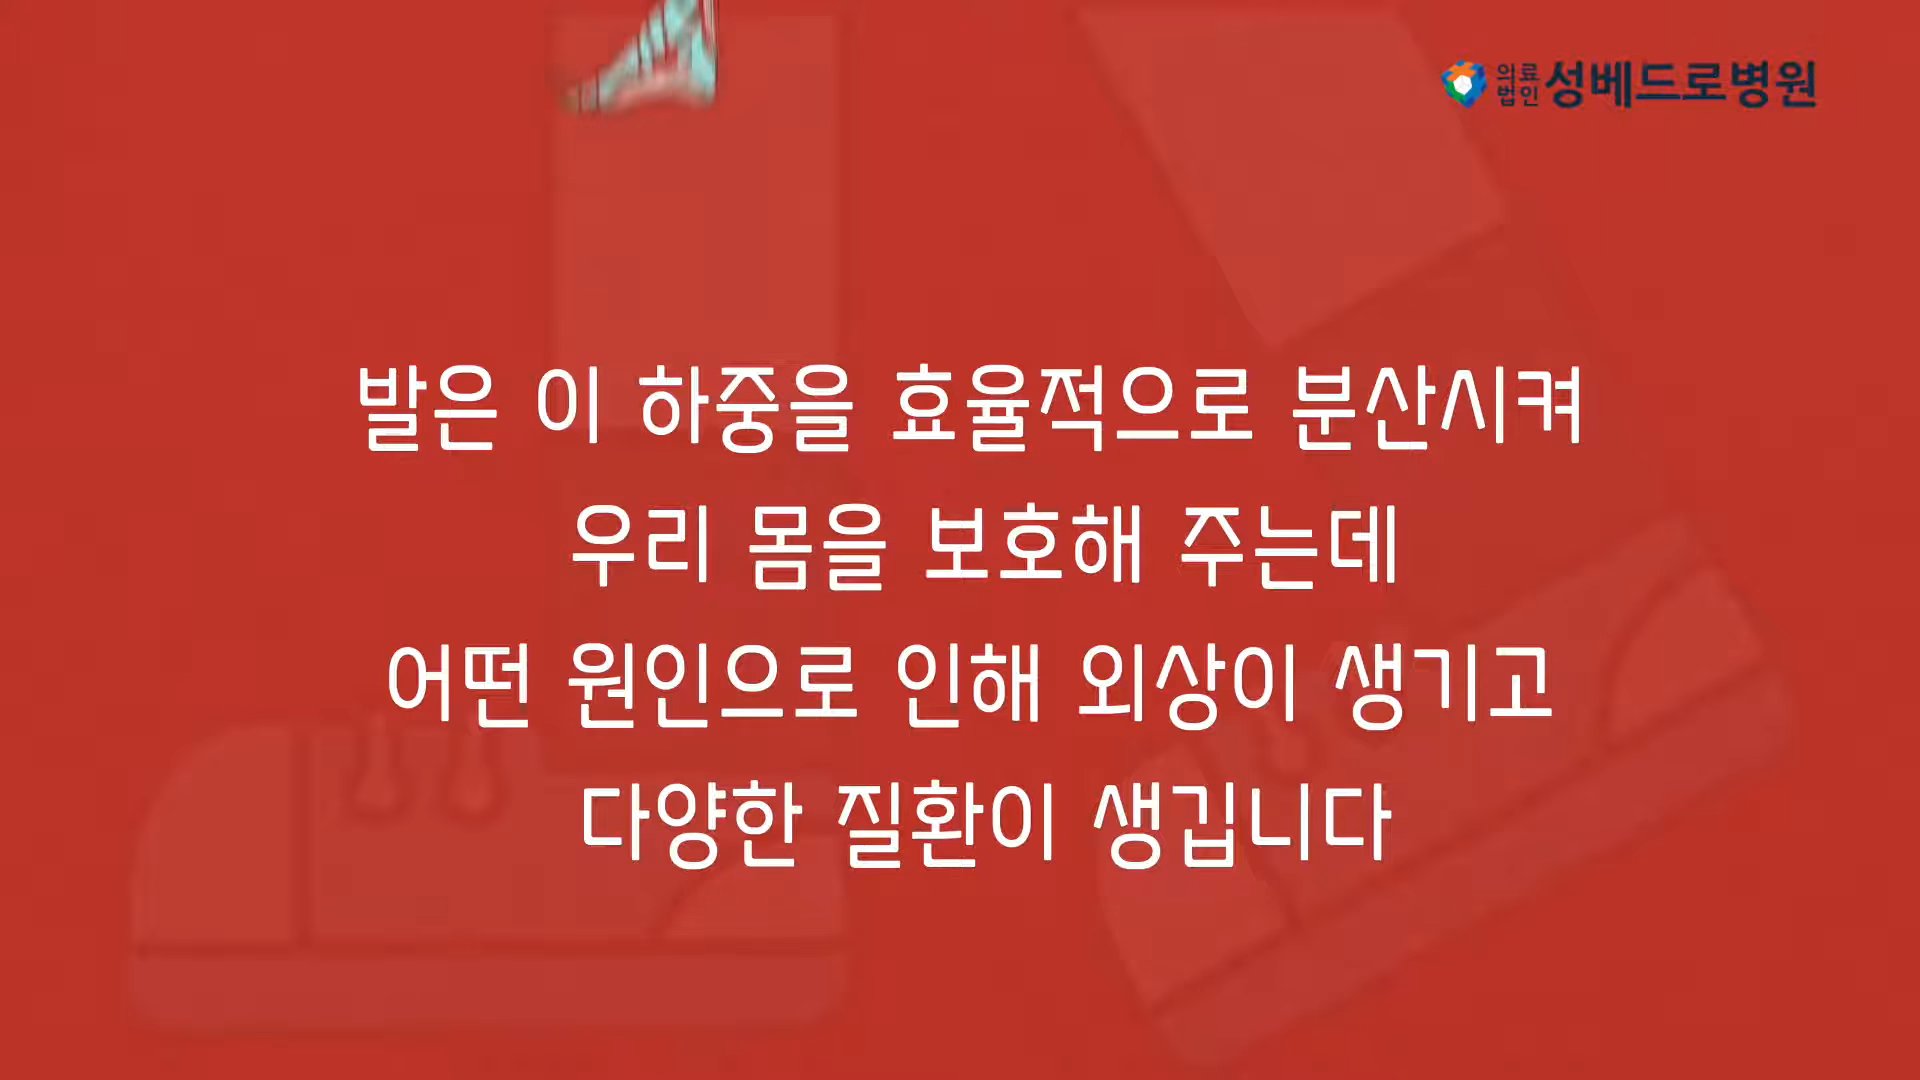 의료
법인
성베드로병원
발은 이 하중을 효율적으로 분산시켜
우리 몸을 보호해 주는데
어떤 원인으로 인해 외상이 생기고
다양한 질환이 생깁니다